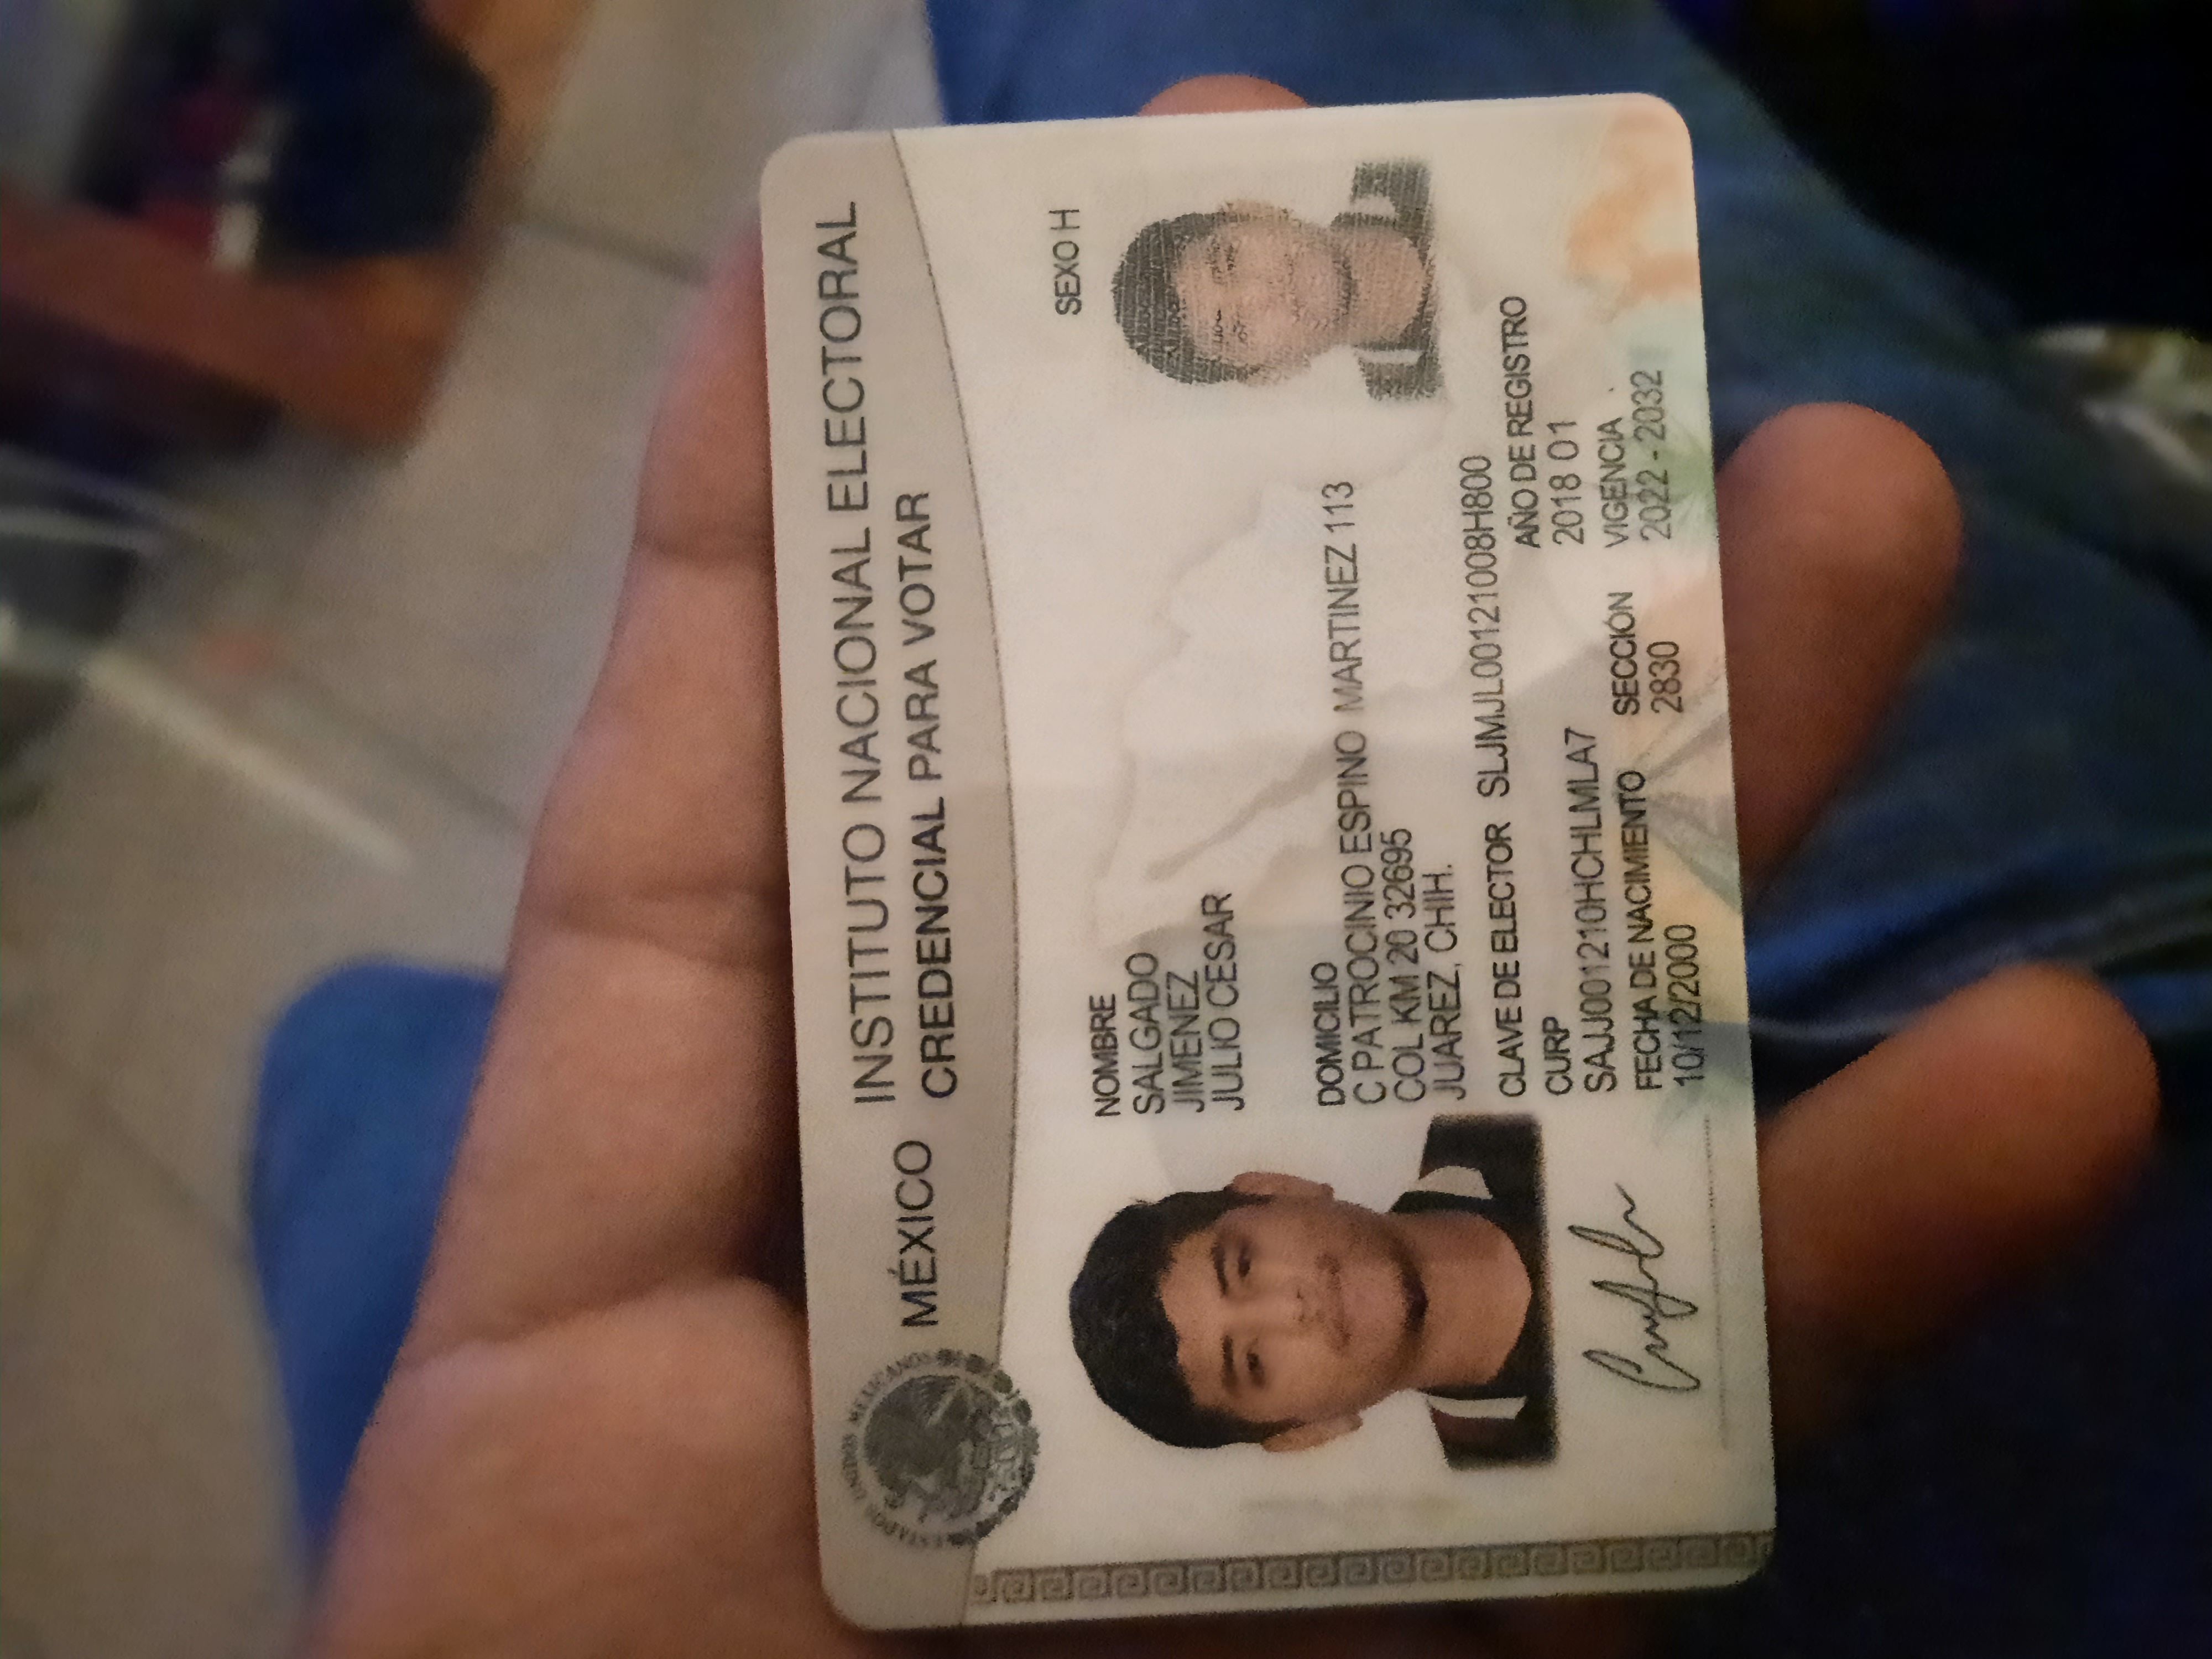 ESTADOS UNIDOS MEXICANOS
MÉXICO
INSTITUTO NACIONAL ELECTORAL
CREDENCIAL PARA VOTAR
SEXO H
NOMBRE
SALGADO
JIMENEZ
JULIO CESAR
DOMICILIO
C PATROCINIO ESPINO MARTINEZ 113
COL KM 20 32695
JUAREZ, CHIH.
CLAVE DE ELECTOR SLJMJL00121008H800
CURP
SAJJ001210HCHLMLA7
AÑO DE REGISTRO
2018 01
FECHA DE NACIMIENTO
10/12/2000
SECCIÓN
2830
VIGENCIA
2022 - 2032